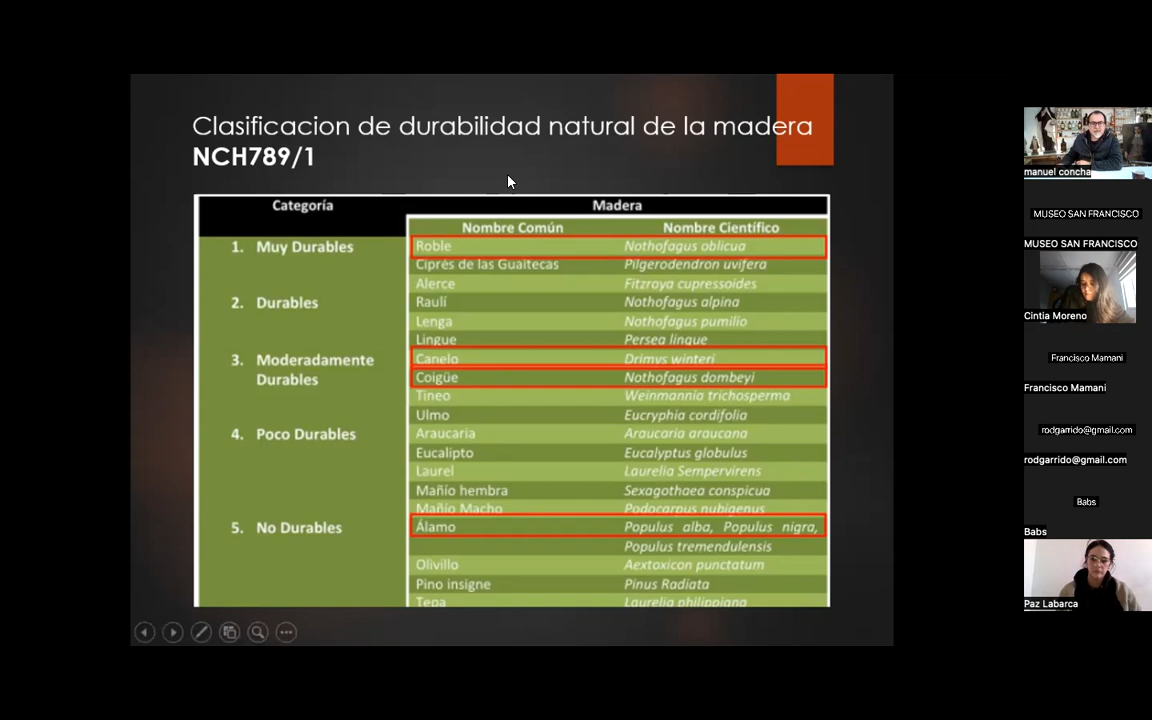 Clasificacion de durabilidad natural de la madera
NCH789/1
Categoría Madera
Nombre Común Nombre Científico
1. Muy Durables Roble Nothofagus oblicua
Ciprés de las Guaitecas Pilgerodendron uvifera
Alerce Fitzroya cupressoides
2. Durables Raulí Nothofagus alpina
Lenga Nothofagus pumilio
Lingue Persea lingue
3. Moderadamente Durables Canelo Drimys winteri
Coigüe Nothofagus dombeyi
Tineo Weinmannia trichosperma
Ulmo Eucryphia cordifolia
4. Poco Durables Araucaria Araucaria araucana
Eucalipto Eucalyptus globulus
Laurel Laurelia Sempervirens
Mañío hembra Sexagothaea conspicua
Mañío Macho Podocarpus nubigenus
5. No Durables Álamo Populus alba, Populus nigra,
Populus tremendulensis
Olivillo Aextoxicon punctatum
Pino insigne Pinus Radiata
Tepa Laurelia philippiana
manuel concha
MUSEO SAN FRANCISCO
MUSEO SAN FRANCISCO
Cintia Moreno
Francisco Mamani
Francisco Mamani
rodgarrido@gmail.com
rodgarrido@gmail.com
Babs
Babs
Paz Labarca